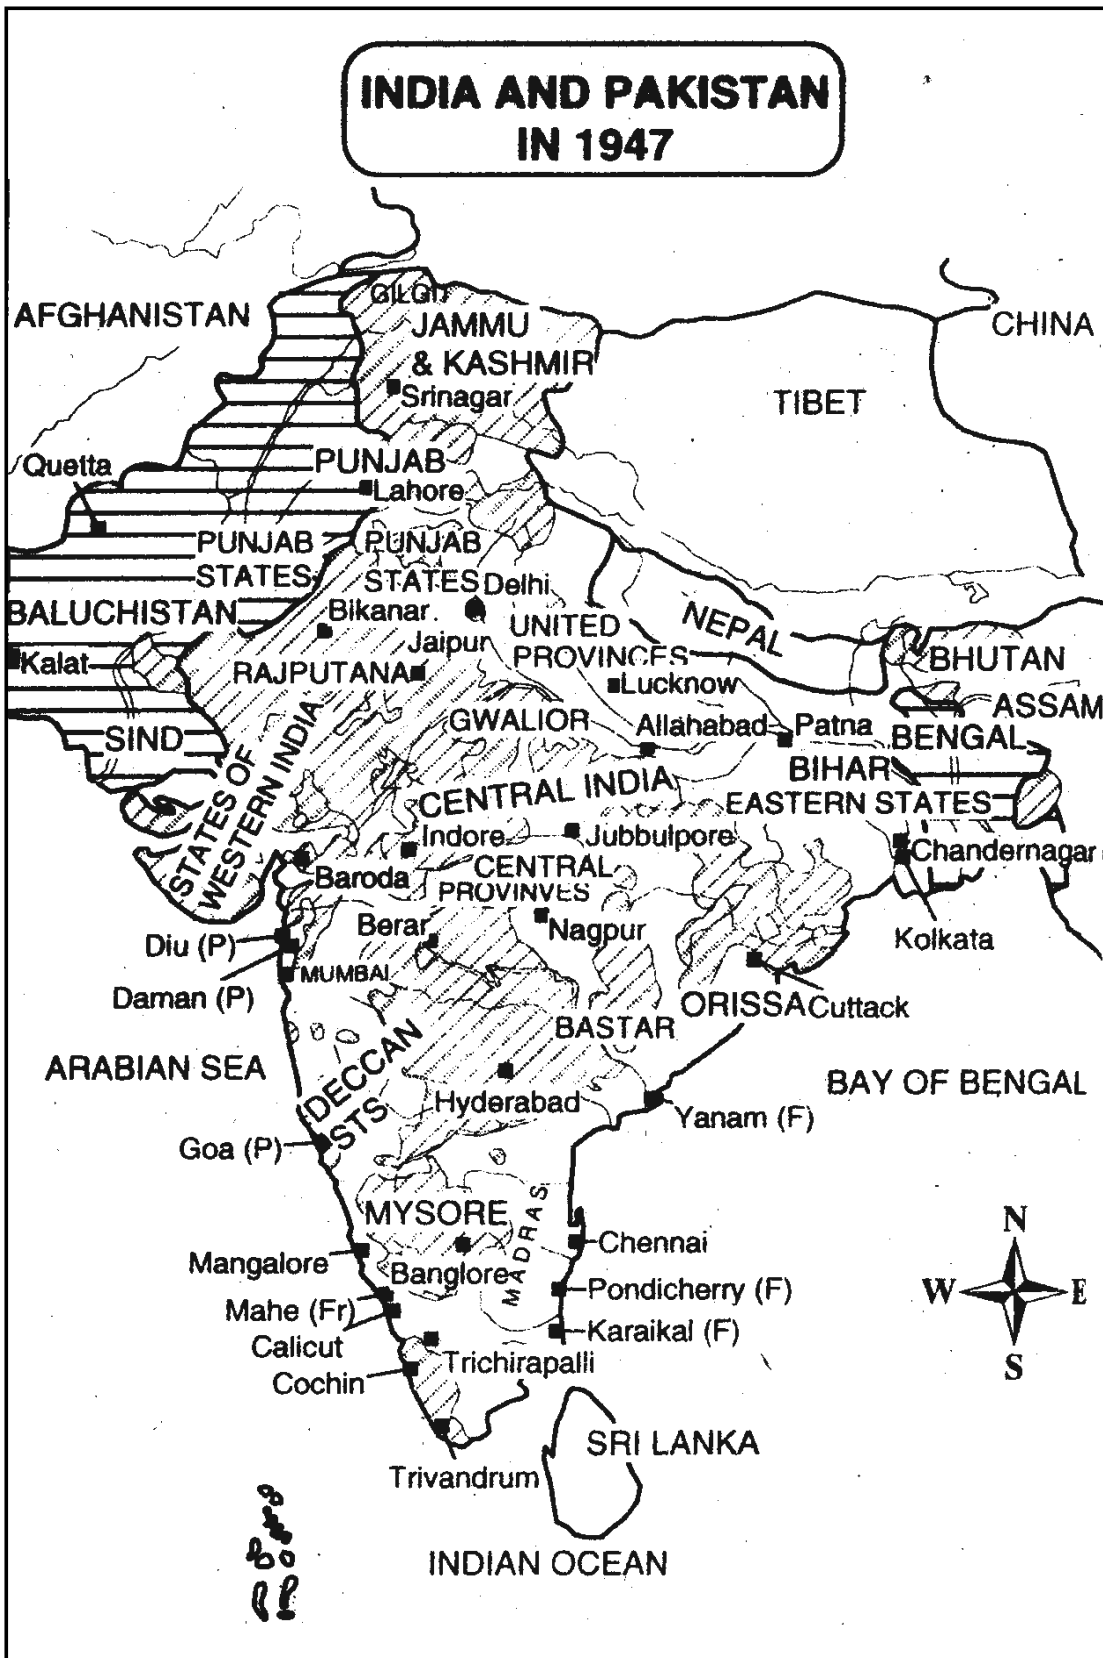 INDIA AND PAKISTAN
IN 1947
AFGHANISTAN
GILGIT
JAMMU
& KASHMIR
Srinagar
CHINA
TIBET
Quetta
PUNJAB
Lahore
PUNJAB
STATES
PUNJAB
STATES
Delhi
BALUCHISTAN
Bikanar
Jaipur
UNITED
PROVINCES
NEPAL
BHUTAN
Kalat
RAJPUTANA
Lucknow
ASSAM
SIND
GWALIOR
Allahabad
Patna
BENGAL
BIHAR
STATES OF
WESTERN INDIA
CENTRAL INDIA
EASTERN STATES
Indore
Jubbulpore
Chandernagar
Baroda
CENTRAL
PROVINVES
Berar
Nagpur
Kolkata
Diu (P)
MUMBAI
Daman (P)
ORISSA
Cuttack
BASTAR
ARABIAN SEA
DECCAN
STS
BAY OF BENGAL
Hyderabad
Yanam (F)
Goa (P)
MYSORE
MADRAS
Chennai
Mangalore
Banglore
Pondicherry (F)
Mahe (Fr)
Karaikal (F)
Calicut
Trichirapalli
Cochin
SRI LANKA
Trivandrum
INDIAN OCEAN
N
W
E
S